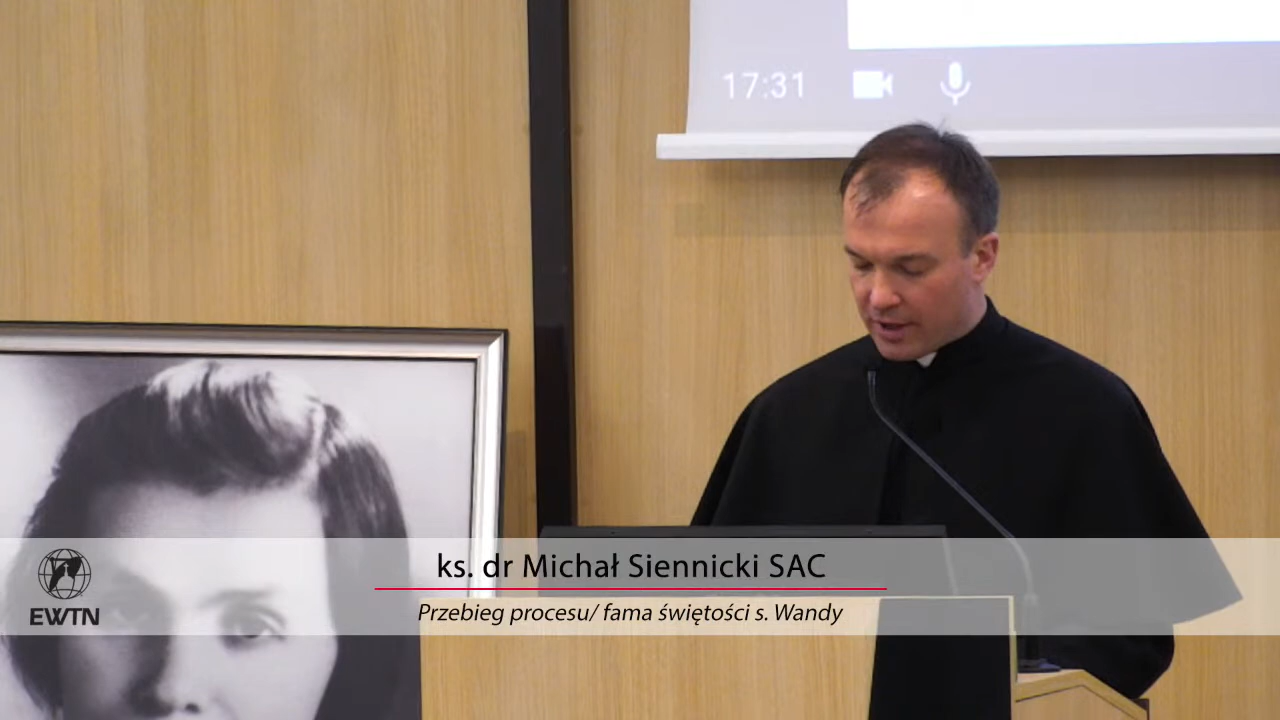 17:31
ks. dr Michał Siennicki SAC
Przebieg procesu/ fama świętości s. Wandy
EWTN